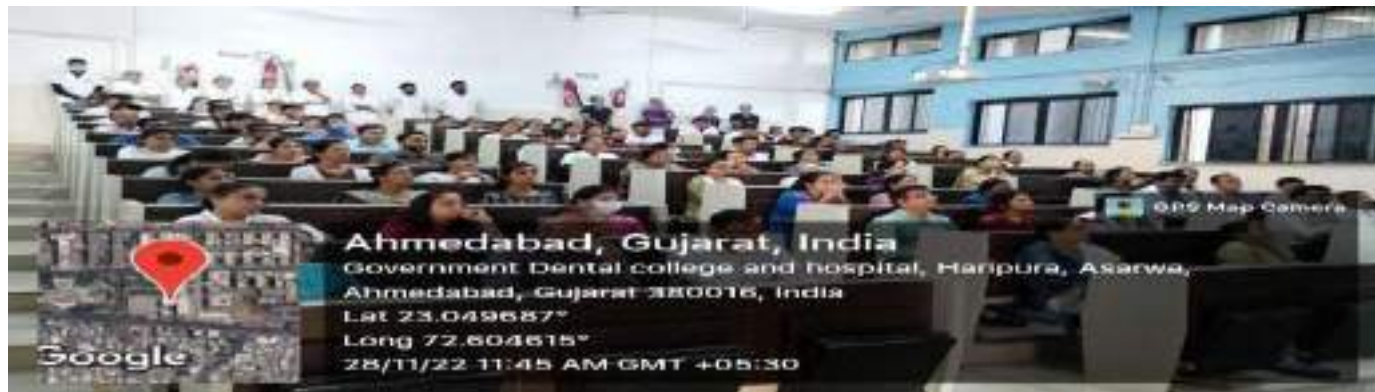 GPS Map Camera
Ahmedabad, Gujarat, India
Government Dental college and hospital, Haripura, Asarwa,
Ahmedabad, Gujarat 380016, India
Lat 23.049687°
Long 72.604615°
28/11/22 11:45 AM GMT +05:30
Google